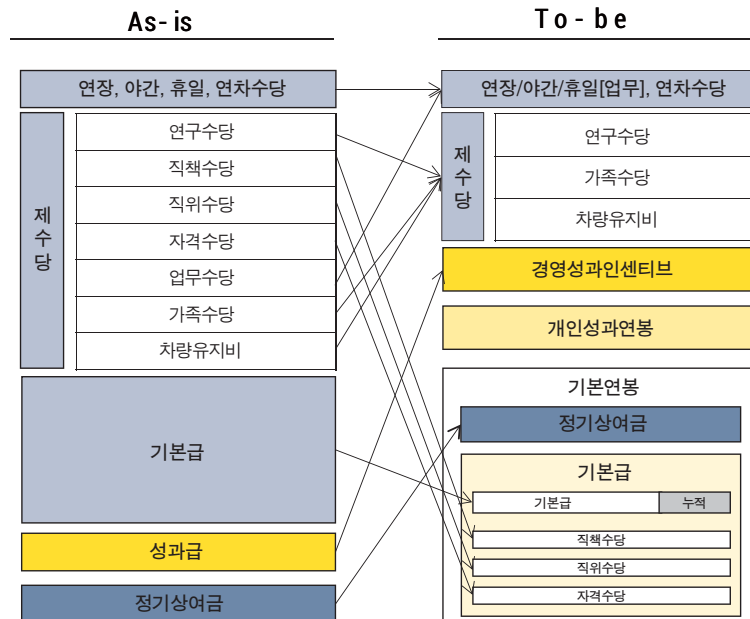 As-is
연장, 야간, 휴일, 연차수당
제수당
연구수당
직책수당
직위수당
자격수당
업무수당
가족수당
차량유지비
기본급
성과급
정기상여금
To-be
연장/야간/휴일[업무], 연차수당
제수당
연구수당
가족수당
차량유지비
경영성과인센티브
개인성과연봉
기본연봉
정기상여금
기본급
기본급 누적
직책수당
직위수당
자격수당